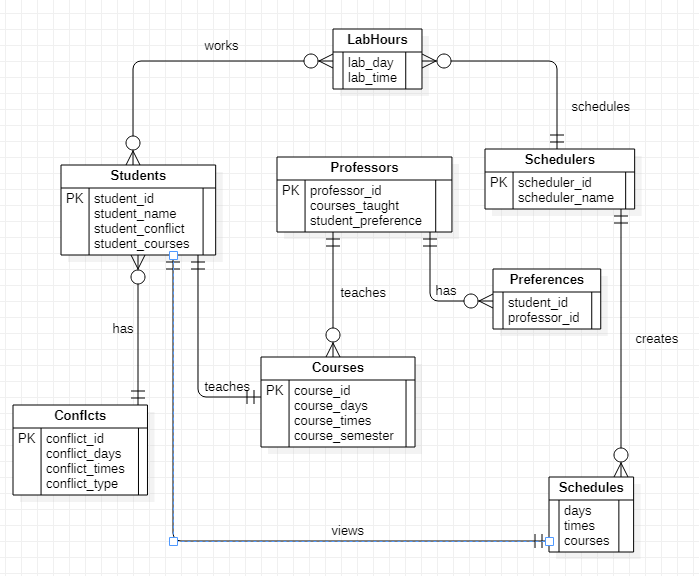 LabHours
lab_day
lab_time
works
schedules
Students
PK student_id
student_name
student_conflict
student_courses
Professors
PK professor_id
courses_taught
student_preference
Schedulers
PK scheduler_id
scheduler_name
Preferences
student_id
professor_id
has
teaches
has
creates
teaches
Courses
PK course_id
course_days
course_times
course_semester
Conflcts
PK conflict_id
conflict_days
conflict_times
conflict_type
Schedules
days
times
courses
views